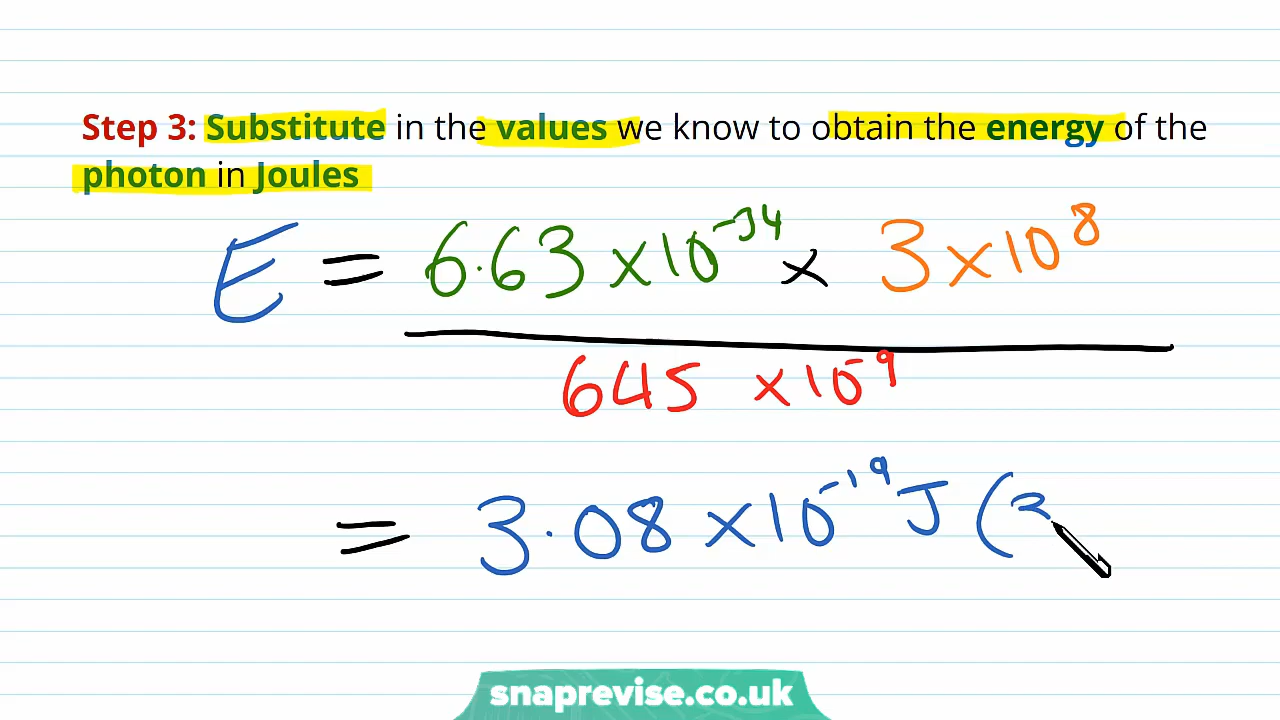 Step 3: Substitute in the values we know to obtain the energy of the
photon in Joules
E = 6.63 × 10⁻³⁴ × 3 × 10⁸
645 × 10⁻⁹
= 3.08 × 10⁻¹⁹ J (
snaprevise.co.uk